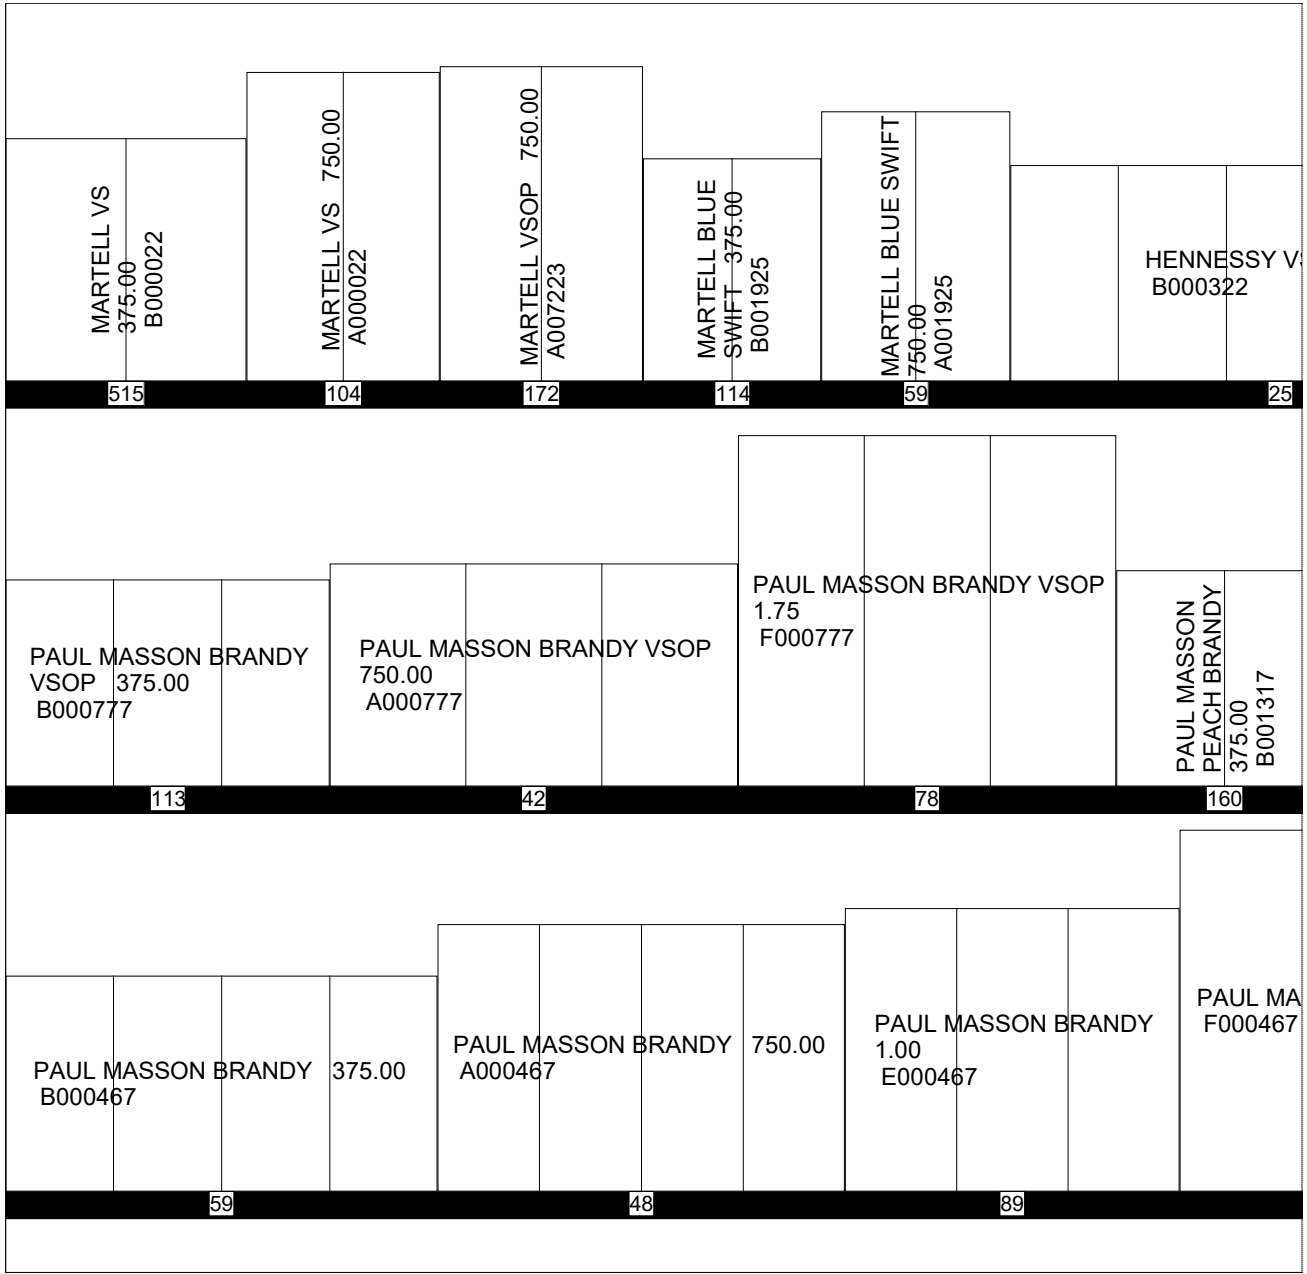 MARTELL VS
375.00
B000022
MARTELL VS 750.00
A000022
MARTELL VSOP 750.00
A007223
MARTELL BLUE
SWIFT 375.00
B001925
MARTELL BLUE SWIFT
750.00
A001925
HENNESSY
B000322
515
104
172
114
59
25
PAUL MASSON BRANDY
VSOP 375.00
B000777
PAUL MASSON BRANDY VSOP
750.00
A000777
PAUL MASSON BRANDY VSOP
1.75
F000777
PAUL MASSON
PEACH BRANDY
375.00
B001317
113
42
78
160
PAUL MASSON BRANDY 375.00
B000467
PAUL MASSON BRANDY 750.00
A000467
PAUL MASSON BRANDY
1.00
E000467
PAUL MA
F000467
59
48
89